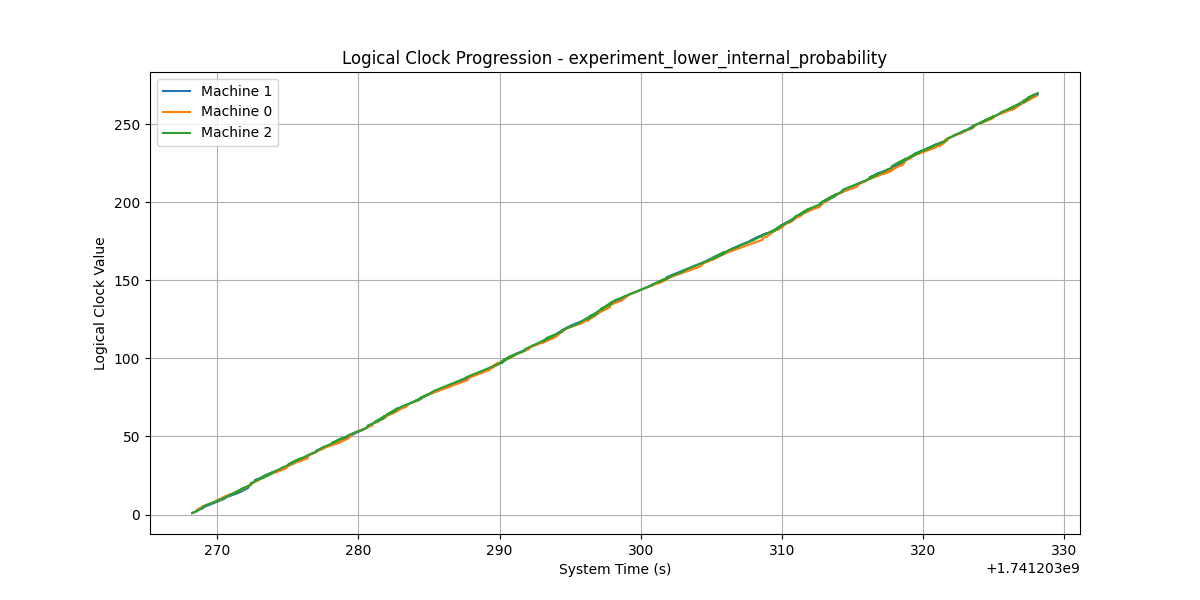 Logical Clock Progression - experiment_lower_internal_probability
Machine 1
Machine 0
Machine 2
Logical Clock Value
250
200
150
100
50
0
270 280 290 300 310 320 330
System Time (s)
+1.741203e9